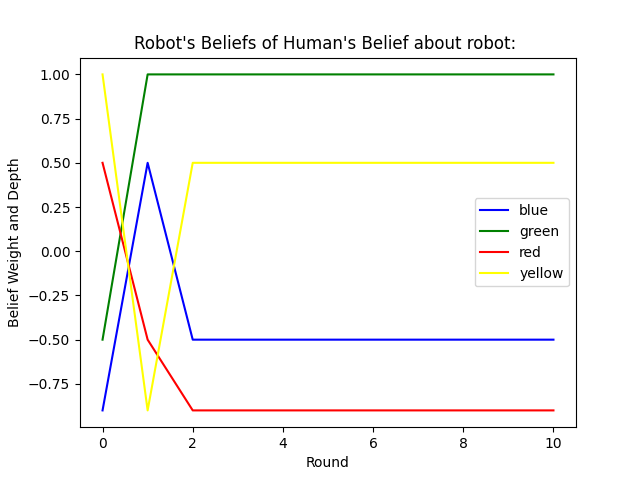 Robot's Beliefs of Human's Belief about robot:
1.00
0.75
0.50
0.25
0.00
−0.25
−0.50
−0.75
Belief Weight and Depth
blue
green
red
yellow
0 2 4 6 8 10
Round